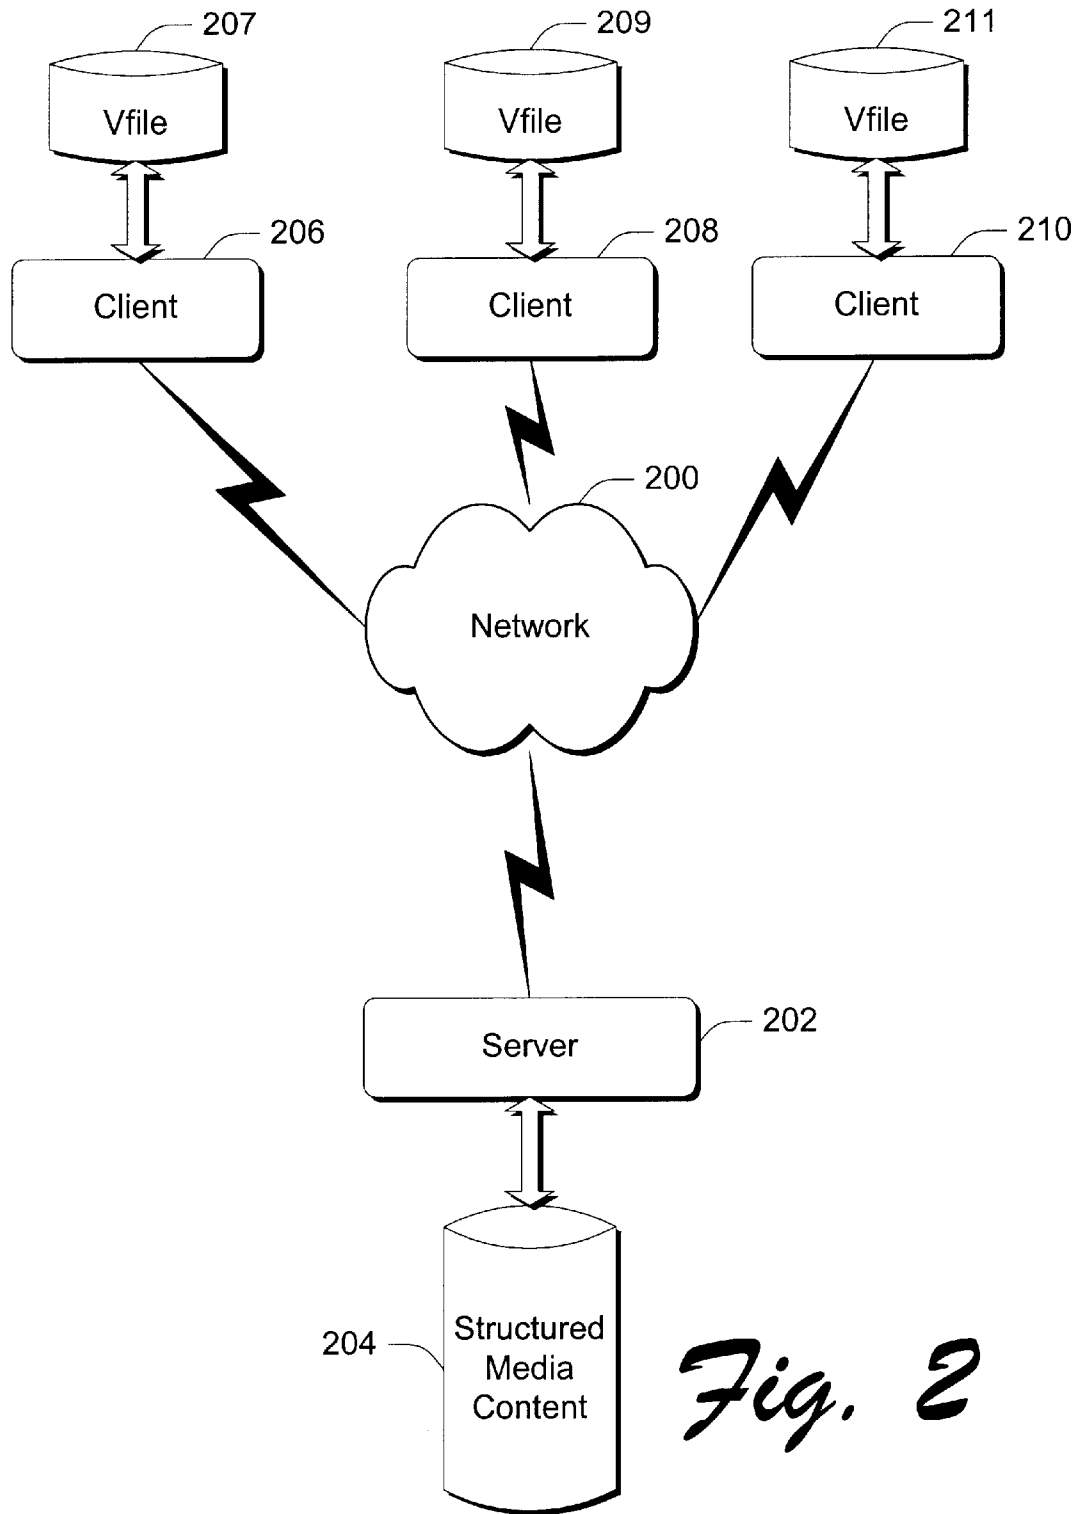 207
209
211
Vfile
Vfile
Vfile
206
208
210
Client
Client
Client
200
Network
202
Server
204
Structured
Media
Content
Fig. 2